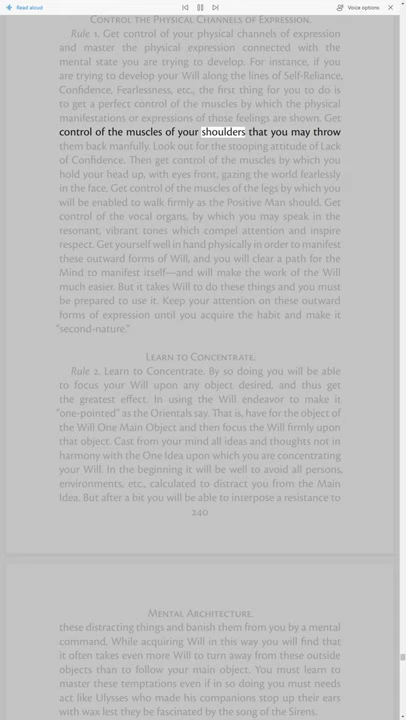 Read aloud
Voice options
Control the Physical Channels of Expression.
Rule 1. Get control of your physical channels of expression
and master the physical expression connected with the
mental state you are trying to develop. For instance, if you
are trying to develop your Will along the lines of Self-Reliance,
Confidence, Fearlessness, etc., the first thing for you to do is
to get a perfect control of the muscles by which the physical
manifestations or expressions of those feelings are shown. Get
control of the muscles of your shoulders that you may throw
them back manfully. Look out for the stooping attitude of Lack
of Confidence. Then get control of the muscles by which you
hold your head up, with eyes front, gazing the world fearlessly
in the face. Get control of the muscles of the legs by which you
will be enabled to walk firmly as the Positive Man should. Get
control of the vocal organs, by which you may speak in the
resonant, vibrant tones which compel attention and inspire
respect. Get yourself well in hand physically in order to manifest
these outward forms of Will, and you will clear a path for the
Mind to manifest itself—and will make the work of the Will
much easier. But it takes Will to do these things and you must
be prepared to use it. Keep your attention on these outward
forms of expression until you acquire the habit and make it
“second-nature.”
Learn to Concentrate.
Rule 2. Learn to Concentrate. By so doing you will be able
to focus your Will upon any object desired, and thus get
the greatest effect. In using the Will endeavor to make it
“one-pointed” as the Orientals say. That is, have for the object of
the Will One Main Object and then focus the Will firmly upon
that object. Cast from your mind all ideas and thoughts not in
harmony with the One Idea upon which you are concentrating
your Will. In the beginning it will be well to avoid all persons,
environments, etc., calculated to distract you from the Main
Idea. But after a bit you will be able to interpose a resistance to
240
Mental Architecture.
these distracting things and banish them from you by a mental
command. While acquiring Will in this way you will find that
it often takes even more Will to turn away from these outside
objects than to follow your main object. You must learn to
master these temptations even if in so doing you must needs
act like Ulysses who made his companions stop up their ears
with wax lest they be fascinated by the song of the Sirens.